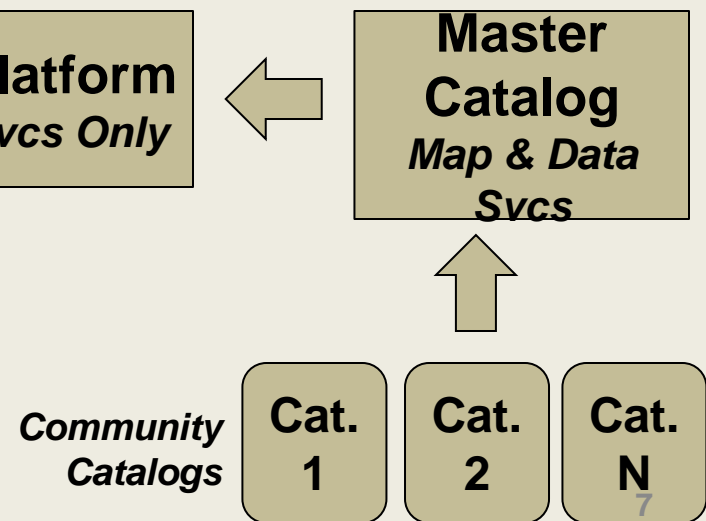 latform
vcs Only
Master
Catalog
Map & Data
Svcs
Community
Catalogs
Cat.
1
Cat.
2
Cat.
N
7